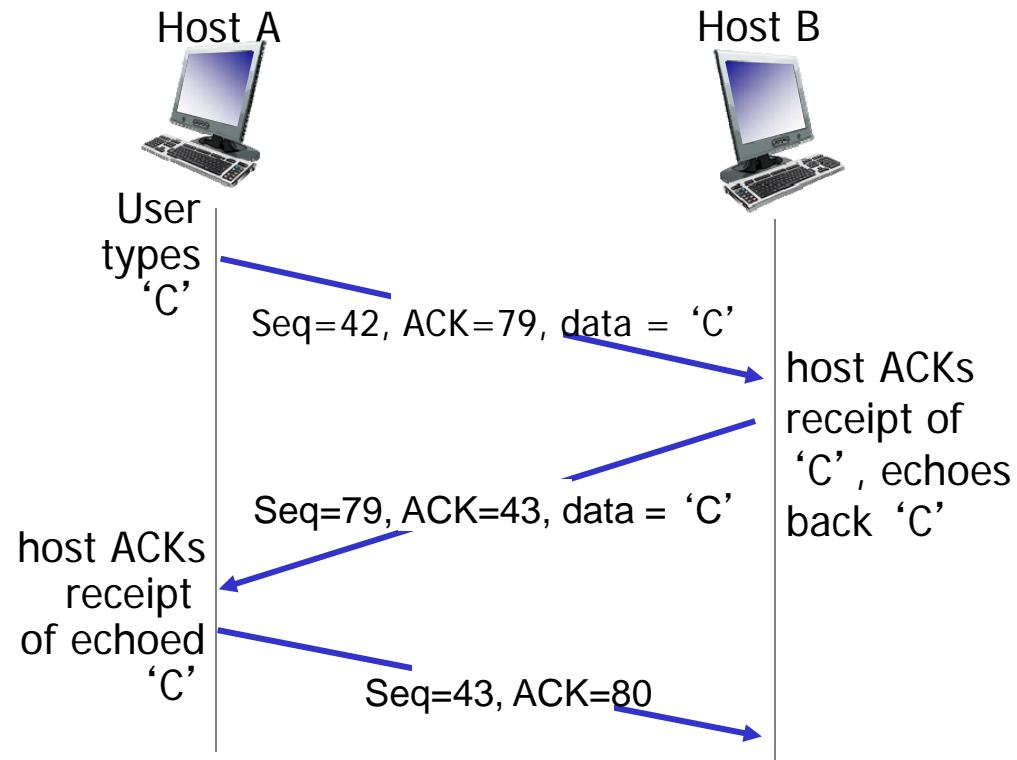 Host A
Host B
User
types
‘C’
Seq=42, ACK=79, data = ‘C’
host ACKs
receipt of
‘C’, echoes
back ‘C’
Seq=79, ACK=43, data = ‘C’
host ACKs
receipt
of echoed
‘C’
Seq=43, ACK=80